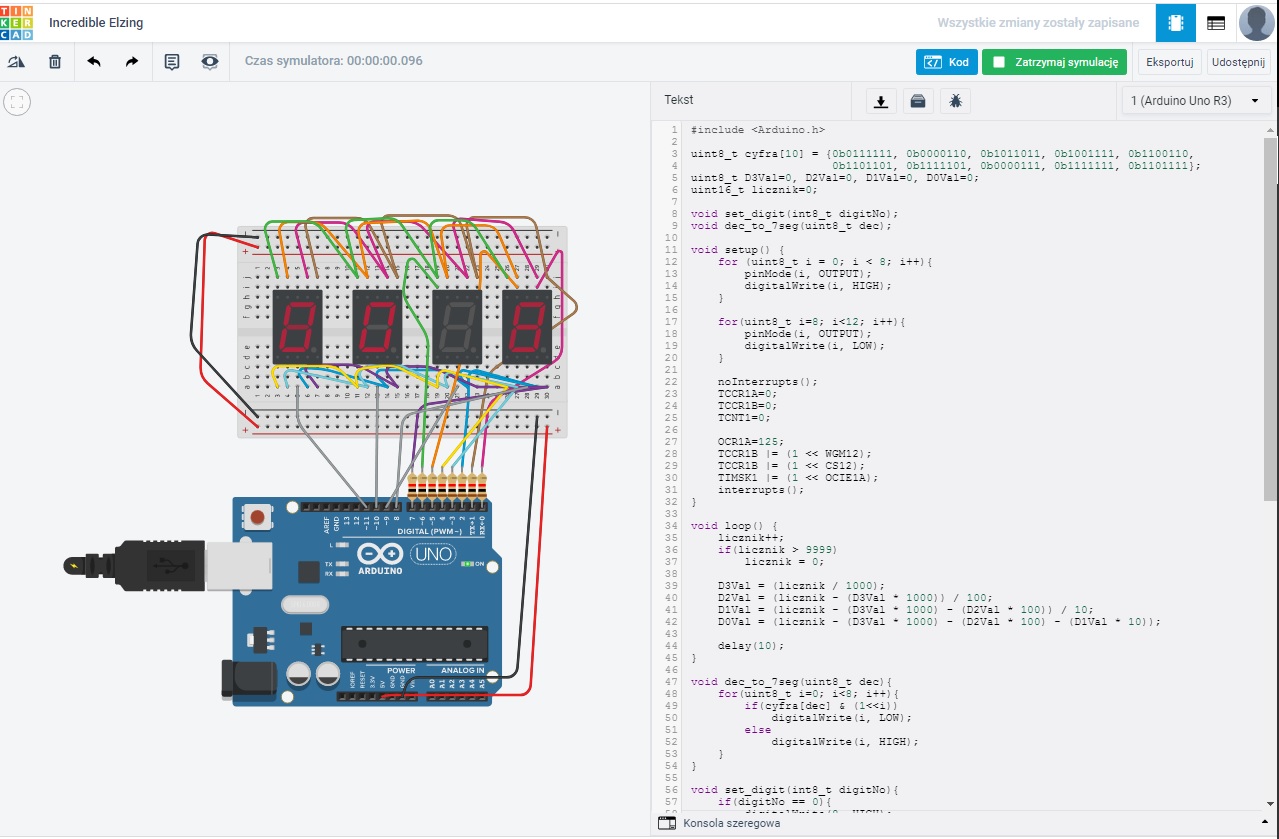 TIN
KER
CAD
Incredible Elzing
Wszystkie zmiany zostały zapisane
Czas symulatora: 00:00:00.096
Kod
Zatrzymaj symulację
Eksportuj
Udostępnij
Tekst
1 (Arduino Uno R3)
1 #include <Arduino.h>
2
3 uint8_t cyfra[10] = {0b0111111, 0b0000110, 0b1011011, 0b1001111, 0b1100110,
4 0b1101101, 0b1111101, 0b0000111, 0b1111111, 0b1101111};
5 uint8_t D3Val=0, D2Val=0, D1Val=0, D0Val=0;
6 uint16_t licznik=0;
7
8 void set_digit(int8_t digitNo);
9 void dec_to_7seg(uint8_t dec);
10
11 void setup() {
12 for (uint8_t i = 0; i < 8; i++){
13 pinMode(i, OUTPUT);
14 digitalWrite(i, HIGH);
15 }
16
17 for(uint8_t i=8; i<12; i++){
18 pinMode(i, OUTPUT);
19 digitalWrite(i, LOW);
20 }
21
22 noInterrupts();
23 TCCR1A=0;
24 TCCR1B=0;
25 TCNT1=0;
26
27 OCR1A=125;
28 TCCR1B |= (1 << WGM12);
29 TCCR1B |= (1 << CS12);
30 TIMSK1 |= (1 << OCIE1A);
31 interrupts();
32 }
33
34 void loop() {
35 licznik++;
36 if(licznik > 9999)
37 licznik = 0;
38
39 D3Val = (licznik / 1000);
40 D2Val = (licznik - (D3Val * 1000)) / 100;
41 D1Val = (licznik - (D3Val * 1000) - (D2Val * 100)) / 10;
42 D0Val = (licznik - (D3Val * 1000) - (D2Val * 100) - (D1Val * 10));
43
44 delay(10);
45 }
46
47 void dec_to_7seg(uint8_t dec){
48 for(uint8_t i=0; i<8; i++){
49 if(cyfra[dec] & (1<<i))
50 digitalWrite(i, LOW);
51 else
52 digitalWrite(i, HIGH);
53 }
54 }
55
56 void set_digit(int8_t digitNo){
57 if(digitNo == 0){
Konsola szeregowa
AREF
GND
13
12
~11
~10
~9
8
7
~6
~5
4
~3
2
TX→1
RX←0
DIGITAL (PWM~)
L
TX
RX
UNO
ON
ARDUINO
POWER
ANALOG IN
IOREF
RESET
3.3V
5V
GND
GND
A0
A1
A2
A3
A4
A5